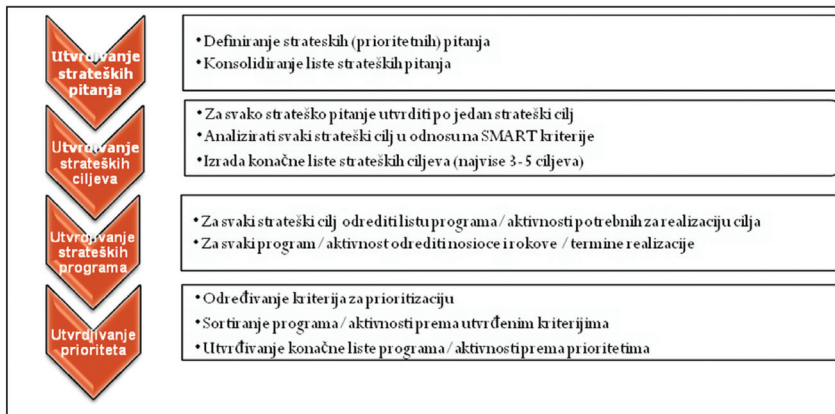 Utvrđivanje
strateških
pitanja
• Definiranje strateskih (prioritetnih) pitanja
• Konsolidiranje liste strateških pitanja
Utvrđivanje
strateških
ciljeva
• Za svako strateško pitanje utvrditi po jedan strateški cilj
• Analizirati svaki strateški cilj u odnosu na SMART kriterije
• Izrada konačne liste strateških ciljeva (najvise 3-5 ciljeva)
Utvrdjivanje
strateških
programa
• Za svaki strateški cilj odrediti listu programa / aktivnosti potrebnih za realizaciju cilja
• Za svaki program / aktivnost odrediti nosioce i rokove / termine realizacije
Utvrdjivanje
prioriteta
• Određivanje kriterija za prioritizaciju
• Sortiranje programa / aktivnosti prema utvrđenim kriterijima
• Utvrđivanje konačne liste programa / aktivnosti prema prioritetima